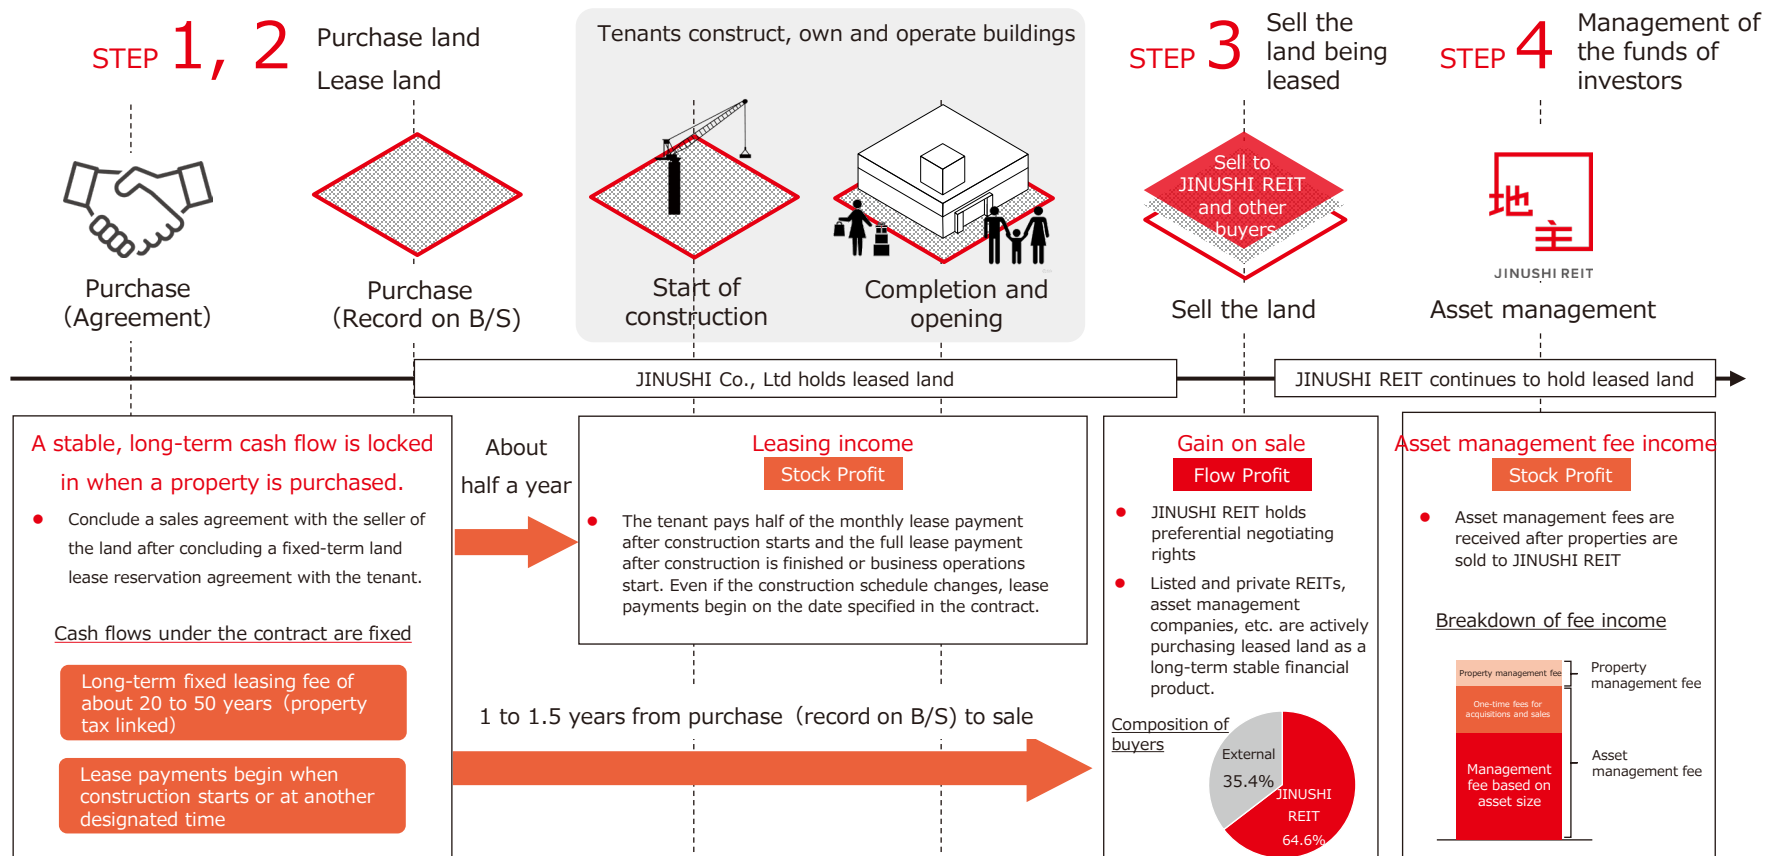 STEP 1, 2
Purchase land
Lease land
Tenants construct, own and operate buildings
STEP 3
Sell the
land being
leased
STEP 4
Management of
the funds of
investors
Purchase
（Agreement）
Purchase
（Record on B/S）
Start of
construction
Completion and
opening
Sell to
JINUSHI REIT
and other
buyers
Sell the land
地
主
JINUSHI REIT
Asset management
JINUSHI Co., Ltd holds leased land
JINUSHI REIT continues to hold leased land
A stable, long-term cash flow is locked
in when a property is purchased.
● Conclude a sales agreement with the seller of
the land after concluding a fixed-term land
lease reservation agreement with the tenant.
Cash flows under the contract are fixed
Long-term fixed leasing fee of
about 20 to 50 years（property
tax linked）
Lease payments begin when
construction starts or at another
designated time
About
half a year
Leasing income
Stock Profit
● The tenant pays half of the monthly lease payment
after construction starts and the full lease payment
after construction is finished or business operations
start. Even if the construction schedule changes, lease
payments begin on the date specified in the contract.
1 to 1.5 years from purchase（record on B/S) to sale
Gain on sale
Flow Profit
● JINUSHI REIT holds
preferential negotiating
rights
● Listed and private REITs,
asset management
companies, etc. are actively
purchasing leased land as a
long-term stable financial
product.
Composition of
buyers
External
35.4%
JINUSHI
REIT
64.6%
Asset management fee income
Stock Profit
● Asset management fees are
received after properties are
sold to JINUSHI REIT
Breakdown of fee income
Property management fee
One-time fees for
acquisitions and sales
Management
fee based on
asset size
Property
management fee
Asset
management fee